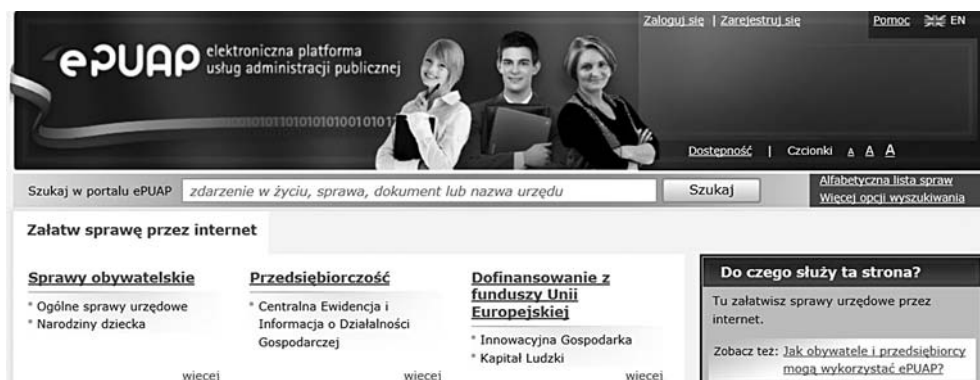 Zaloguj się | Zarejestruj się
Pomoc EN
ePUAP
elektroniczna platforma
usług administracji publicznej
010101101010101001010
Dostępność | Czcionki A A A
Szukaj w portalu ePUAP
zdarzenie w życiu, sprawa, dokument lub nazwa urzędu
Szukaj
Alfabetyczna lista spraw
Więcej opcji wyszukiwania
Załatw sprawę przez internet
Sprawy obywatelskie
Ogólne sprawy urzędowe
Narodziny dziecka
więcej
Przedsiębiorczość
Centralna Ewidencja i
Informacja o Działalności
Gospodarczej
więcej
Dofinansowanie z
funduszy Unii
Europejskiej
Innowacyjna Gospodarka
Kapitał Ludzki
więcej
Do czego służy ta strona?
Tu załatwisz sprawy urzędowe przez
internet.
Zobacz też: Jak obywatele i przedsiębiorcy
mogą wykorzystać ePUAP?